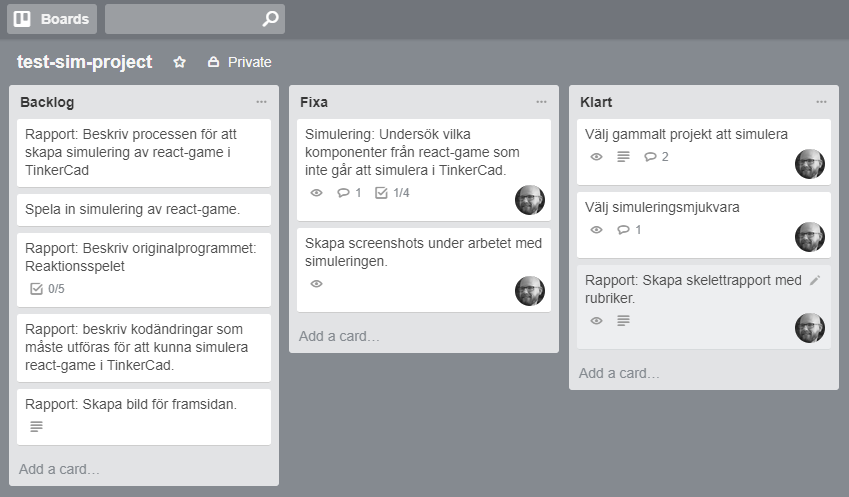 Boards
test-sim-project
Private
Backlog
Rapport: Beskriv processen för att
skapa simulering av react-game i
TinkerCad
Spela in simulering av react-game.
Rapport: Beskriv originalprogrammet:
Reaktionsspelet
0/5
Rapport: beskriv kodändringar som
måste utföras för att kunna simulera
react-game i TinkerCad.
Rapport: Skapa bild för framsidan.
Add a card…
Fixa
Simulering: Undersök vilka
komponenter från react-game som
inte går att simulera i TinkerCad.
1 1/4
Skapa screenshots under arbetet med
simuleringen.
Add a card…
Klart
Välj gammalt projekt att simulera
2
Välj simuleringsmjukvara
1
Rapport: Skapa skelettrapport med
rubriker.
Add a card…